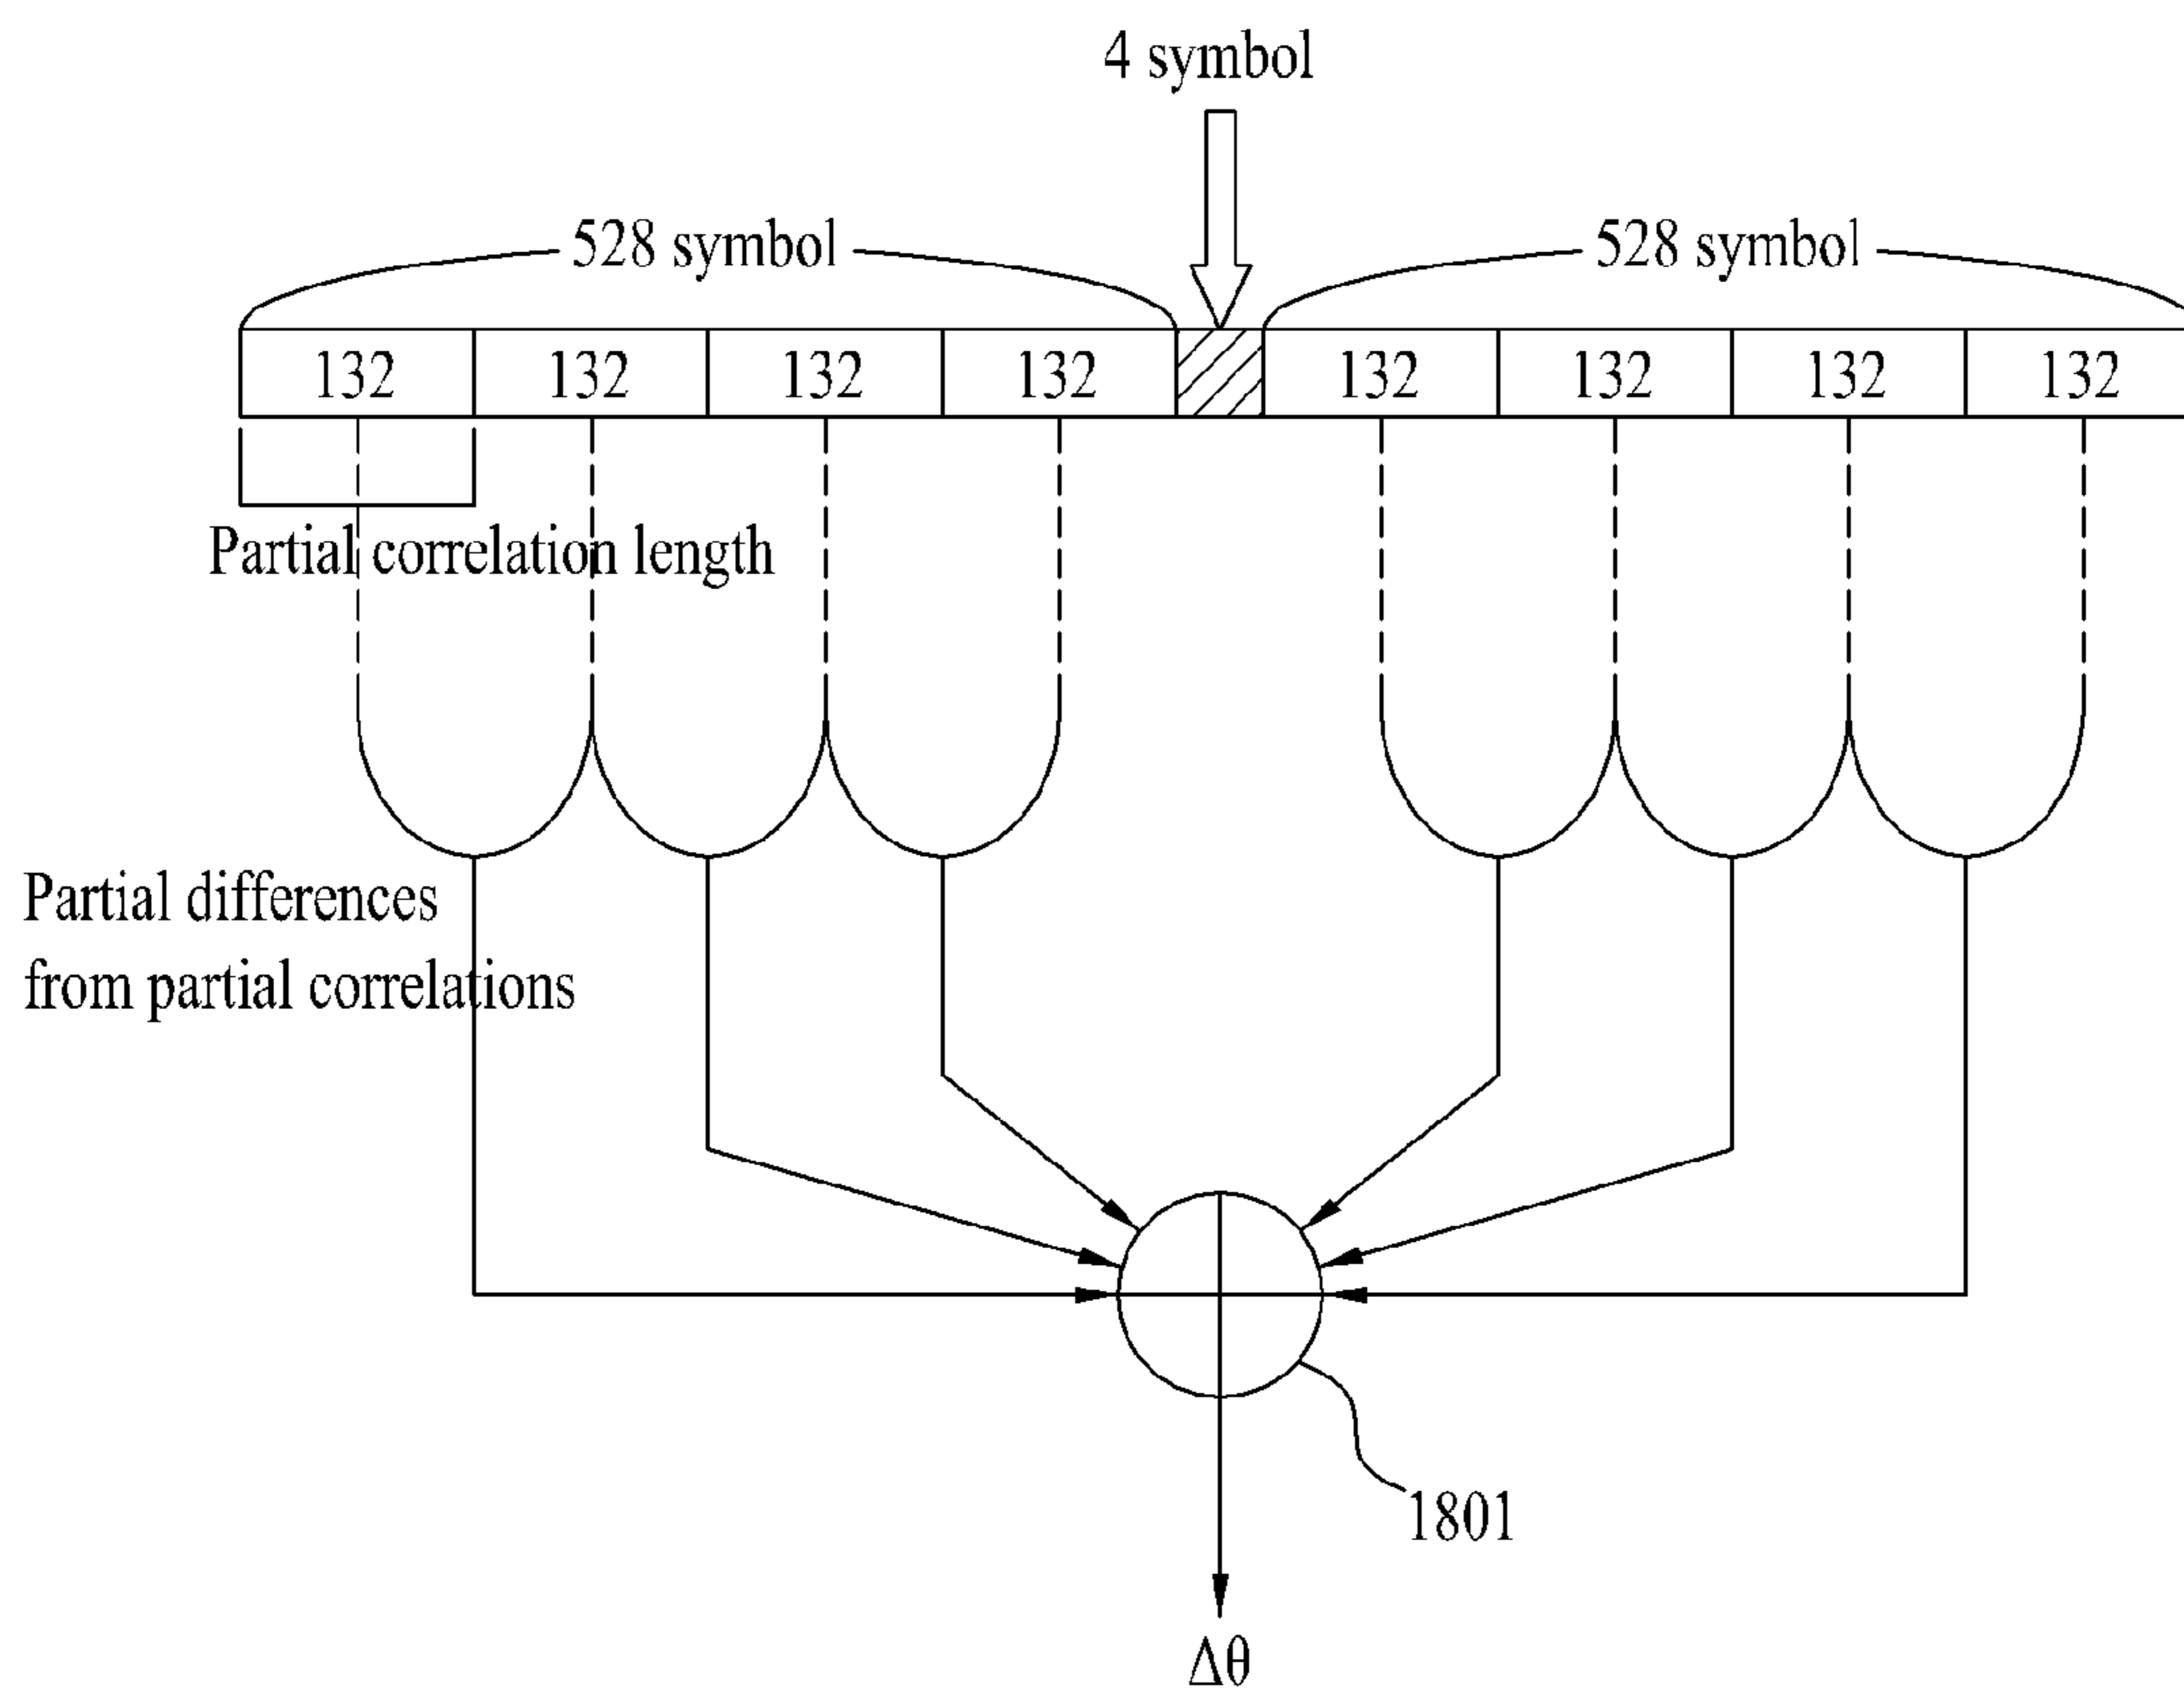 4 symbol
528 symbol 528 symbol
132 132 132 132 132 132 132 132
Partial correlation length
Partial differences
from partial correlations
1801
Δθ